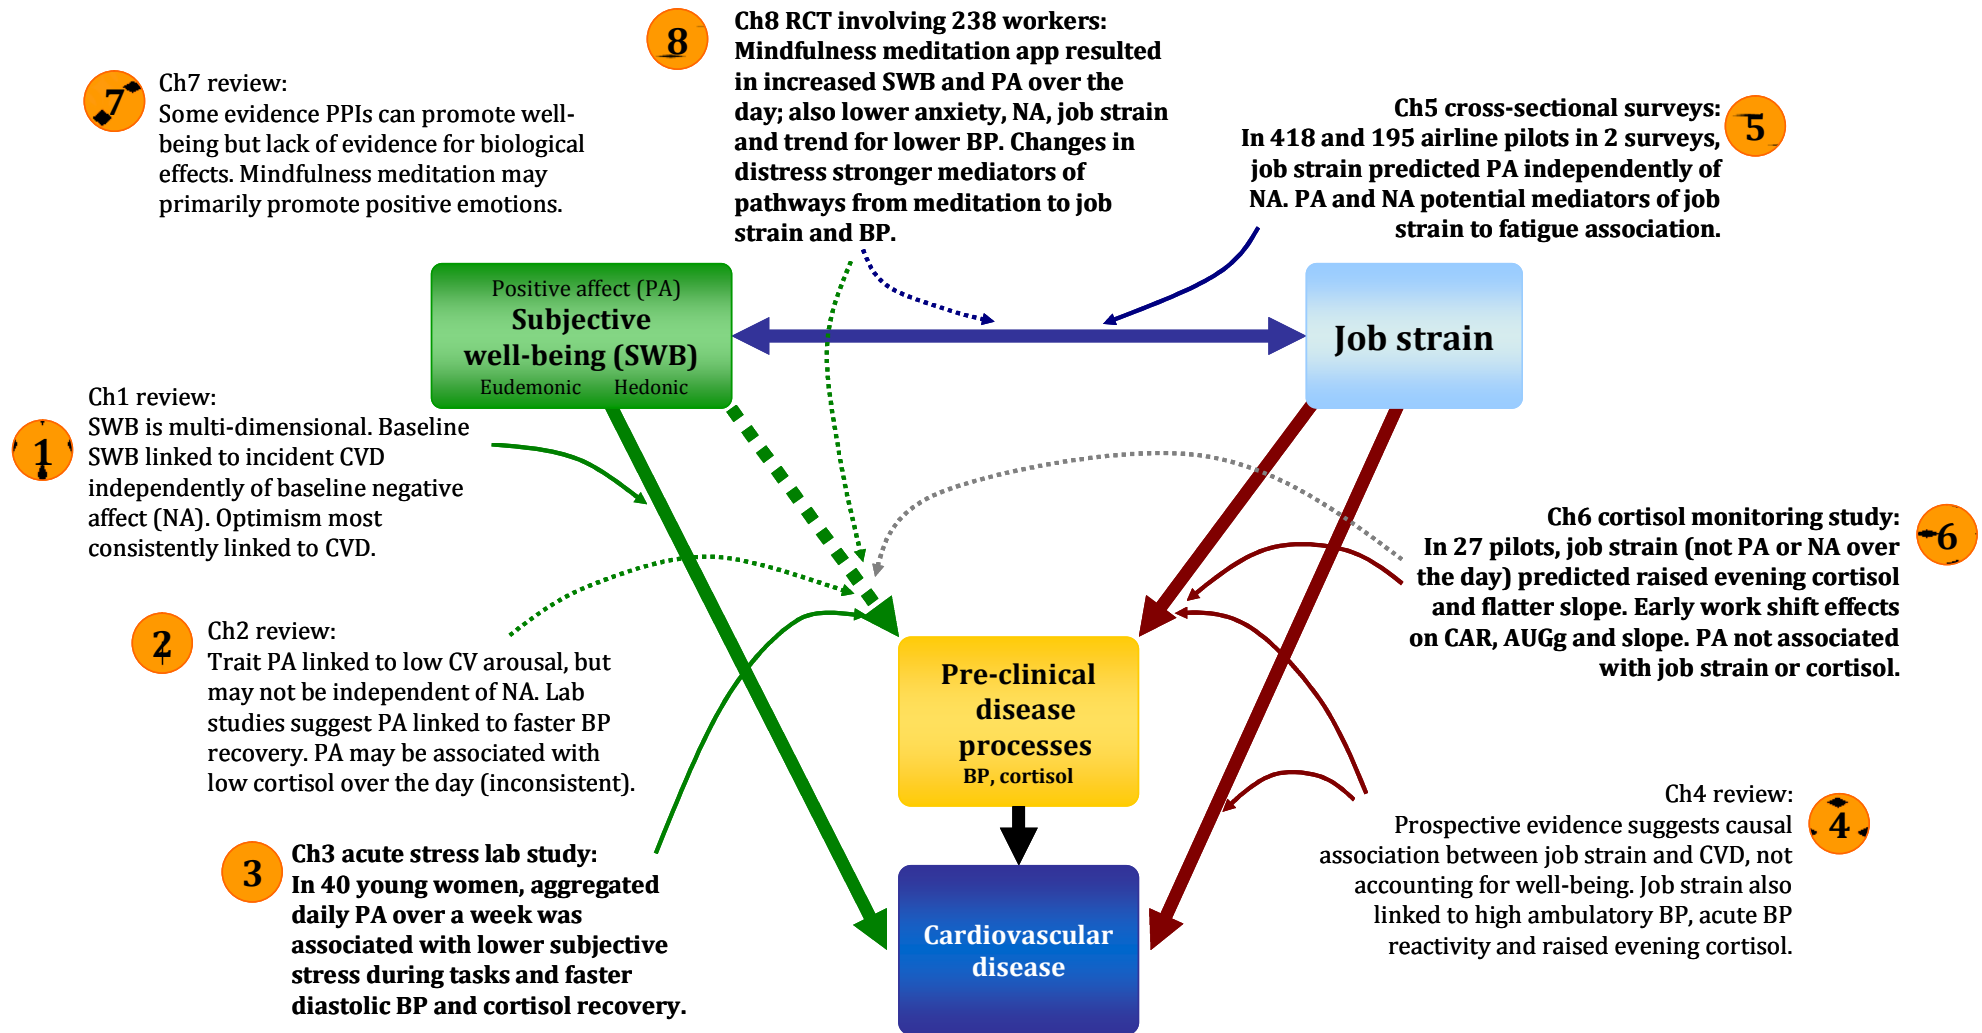 8
Ch8 RCT involving 238 workers:
Mindfulness meditation app resulted
in increased SWB and PA over the
day; also lower anxiety, NA, job strain
and trend for lower BP. Changes in
distress stronger mediators of
pathways from meditation to job
strain and BP.
7
Ch7 review:
Some evidence PPIs can promote well-
being but lack of evidence for biological
effects. Mindfulness meditation may
primarily promote positive emotions.
5
Ch5 cross-sectional surveys:
In 418 and 195 airline pilots in 2 surveys,
job strain predicted PA independently of
NA. PA and NA potential mediators of job
strain to fatigue association.
Positive affect (PA)
Subjective
well-being (SWB)
Eudemonic Hedonic
Job strain
1
Ch1 review:
SWB is multi-dimensional. Baseline
SWB linked to incident CVD
independently of baseline negative
affect (NA). Optimism most
consistently linked to CVD.
6
Ch6 cortisol monitoring study:
In 27 pilots, job strain (not PA or NA over
the day) predicted raised evening cortisol
and flatter slope. Early work shift effects
on CAR, AUGg and slope. PA not associated
with job strain or cortisol.
2
Ch2 review:
Trait PA linked to low CV arousal, but
may not be independent of NA. Lab
studies suggest PA linked to faster BP
recovery. PA may be associated with
low cortisol over the day (inconsistent).
Pre-clinical
disease
processes
BP, cortisol
3
Ch3 acute stress lab study:
In 40 young women, aggregated
daily PA over a week was
associated with lower subjective
stress during tasks and faster
diastolic BP and cortisol recovery.
Cardiovascular
disease
4
Ch4 review:
Prospective evidence suggests causal
association between job strain and CVD, not
accounting for well-being. Job strain also
linked to high ambulatory BP, acute BP
reactivity and raised evening cortisol.